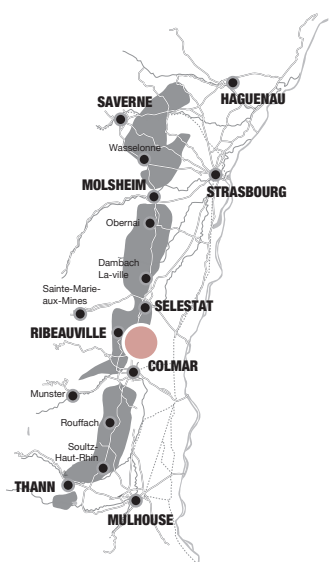 HAGUENAU
SAVERNE
Wasselonne
MOLSHEIM
STRASBOURG
Obernai
Dambach
La-ville
Sainte-Marie-
aux-Mines
SELESTAT
RIBEAUVILLE
COLMAR
Munster
Rouffach
Soultz-
Haut-Rhin
THANN
MULHOUSE